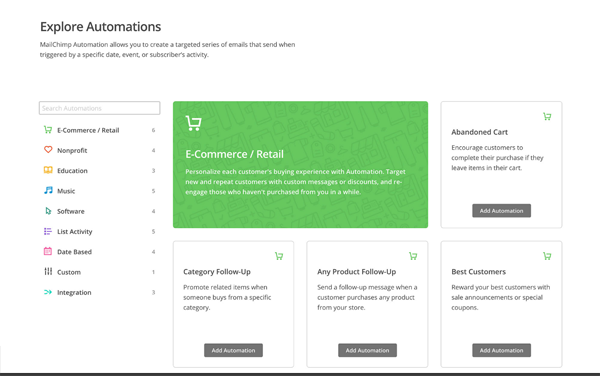 Explore Automations
MailChimp Automation allows you to create a targeted series of emails that send when
triggered by a specific date, event, or subscriber's activity.
Search Automations
E-Commerce / Retail 6
Nonprofit 4
Education 3
Music 5
Software 4
List Activity 5
Date Based 4
Custom 1
Integration 3
E-Commerce / Retail
Personalize each customer's buying experience with Automation. Target
new and repeat customers with custom messages or discounts, and re-
engage those who haven't purchased from you in a while.
Abandoned Cart
Encourage customers to
complete their purchase if they
leave items in their cart.
Add Automation
Category Follow-Up
Promote related items when
someone buys from a specific
category.
Add Automation
Any Product Follow-Up
Send a follow-up message when a
customer purchases any product
from your store.
Add Automation
Best Customers
Reward your best customers with
sale announcements or special
coupons.
Add Automation